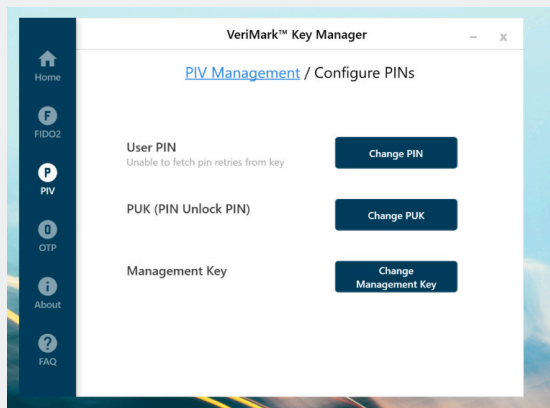 VeriMark™ Key Manager
– x
PIV Management / Configure PINs
Home
F
FIDO2
P
PIV
0
OTP
i
About
?
FAQ
User PIN
Unable to fetch pin retries from key
Change PIN
PUK (PIN Unlock PIN)
Change PUK
Management Key
Change
Management Key